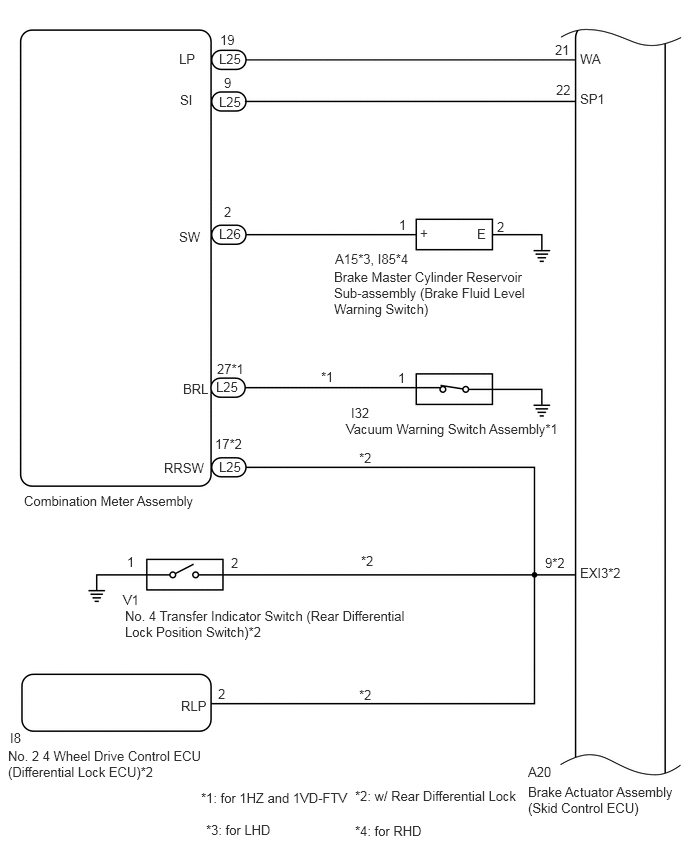 19
LP
L25
21
WA
9
SI
L25
22
SP1
2
SW
L26
1
+
E
2
A15*3, I85*4
Brake Master Cylinder Reservoir
Sub-assembly (Brake Fluid Level
Warning Switch)
27*1
BRL
L25
*1
1
I32
Vacuum Warning Switch Assembly*1
17*2
RRSW
L25
*2
Combination Meter Assembly
1
2
*2
9*2
EXI3*2
V1
No. 4 Transfer Indicator Switch (Rear Differential
Lock Position Switch)*2
RLP
2
*2
I8
No. 2 4 Wheel Drive Control ECU
(Differential Lock ECU)*2
A20
Brake Actuator Assembly
(Skid Control ECU)
*1: for 1HZ and 1VD-FTV
*2: w/ Rear Differential Lock
*3: for LHD
*4: for RHD